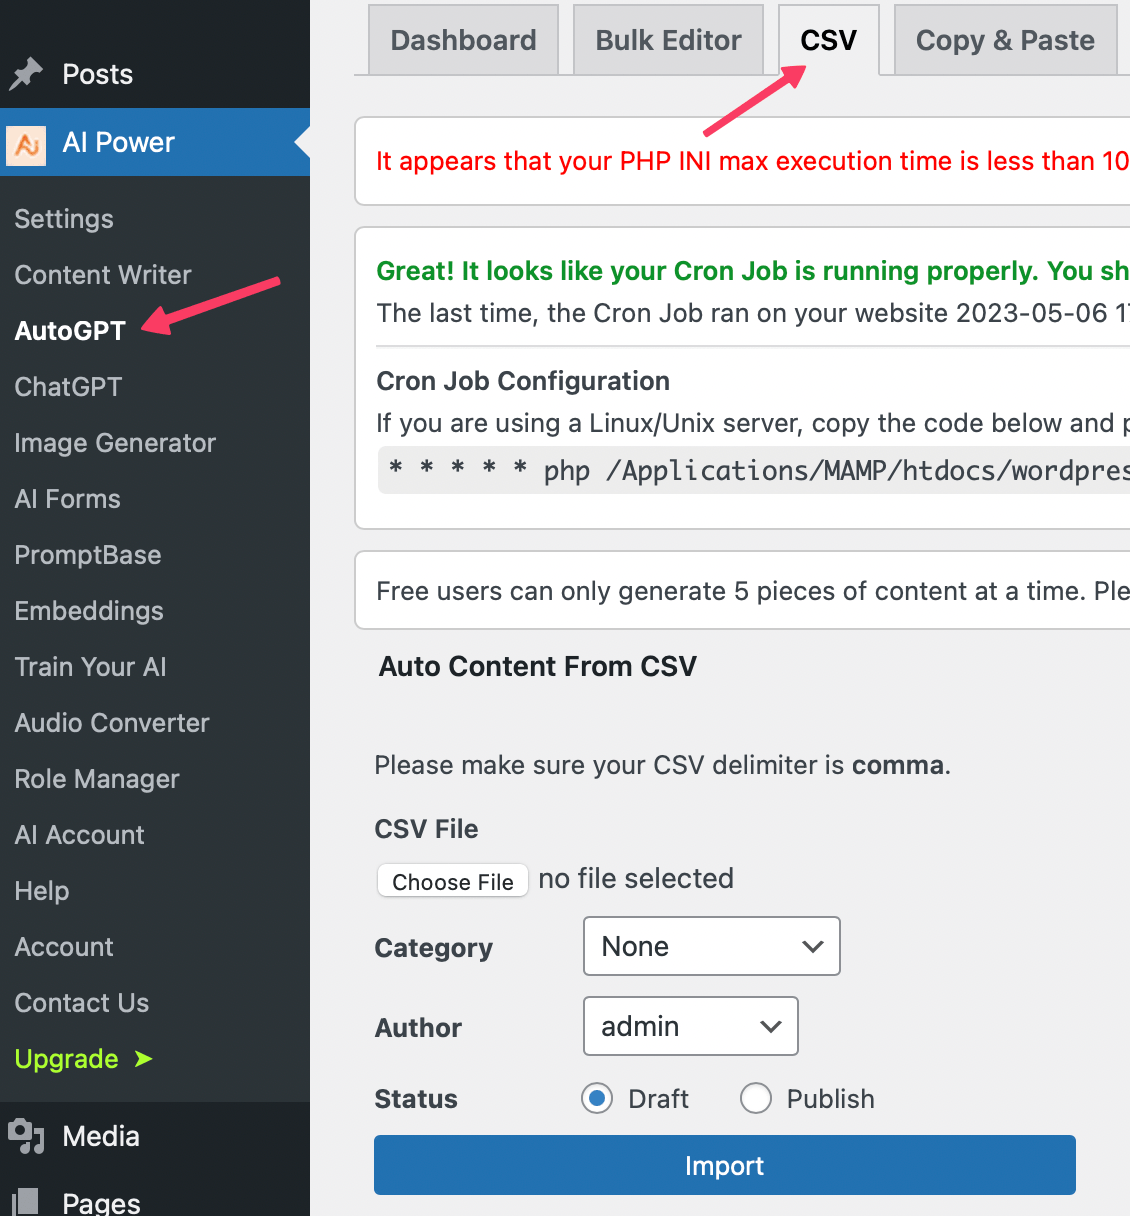 Posts
AI Power
Settings
Content Writer
AutoGPT
ChatGPT
Image Generator
AI Forms
PromptBase
Embeddings
Train Your AI
Audio Converter
Role Manager
AI Account
Help
Account
Contact Us
Upgrade ➤
Media
Pages
Dashboard
Bulk Editor
CSV
Copy & Paste
It appears that your PHP INI max execution time is less than 10
Great! It looks like your Cron Job is running properly. You sh
The last time, the Cron Job ran on your website 2023-05-06 17
Cron Job Configuration
If you are using a Linux/Unix server, copy the code below and p
* * * * * php /Applications/MAMP/htdocs/wordpres
Free users can only generate 5 pieces of content at a time. Ple
Auto Content From CSV
Please make sure your CSV delimiter is comma.
CSV File
Choose File no file selected
Category None
Author admin
Status Draft Publish
Import